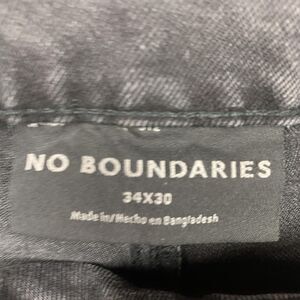 NO BOUNDARIES
34X30
Made in/Hecho en Bangladesh